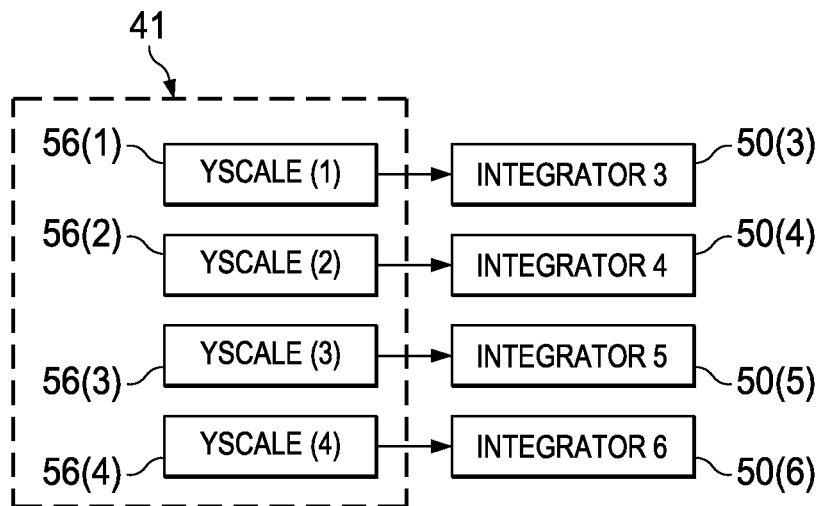 41
56(1) YSCALE (1) INTEGRATOR 3 50(3)
56(2) YSCALE (2) INTEGRATOR 4 50(4)
56(3) YSCALE (3) INTEGRATOR 5 50(5)
56(4) YSCALE (4) INTEGRATOR 6 50(6)